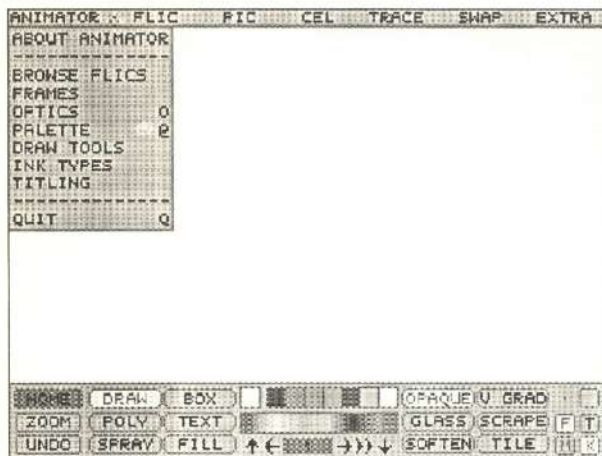 ANIMATOR FLIC PIC CEL TRACE SWAP EXTRA
ABOUT ANIMATOR
BROWSE FLICS
FRAMES
OPTICS O
PALETTE P
DRAW TOOLS
INK TYPES
TITLING
QUIT Q
HOME DRAW BOX OPAQUE V GRAD
ZOOM POLY TEXT GLASS SCRAPE F T
UNDO SPRAY FILL SOFTEN TILE M K